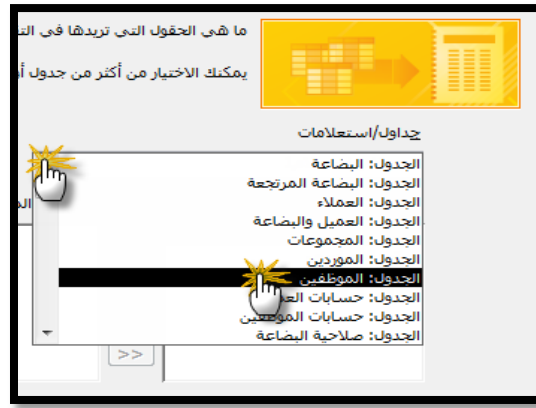 ما هي الحقول التي تريدها في
يمكنك الاختيار من أكثر من جدول
جداول/استعلامات
الجدول: البضاعة
الجدول: البضاعة المرتجعة
الجدول: العملاء
الجدول: العميل والبضاعة
الجدول: المجموعات
الجدول: الموردين
الجدول: الموظفين
الجدول: حسابات
الجدول: حسابات الموظفين
الجدول: صلاحية البضاعة
<<